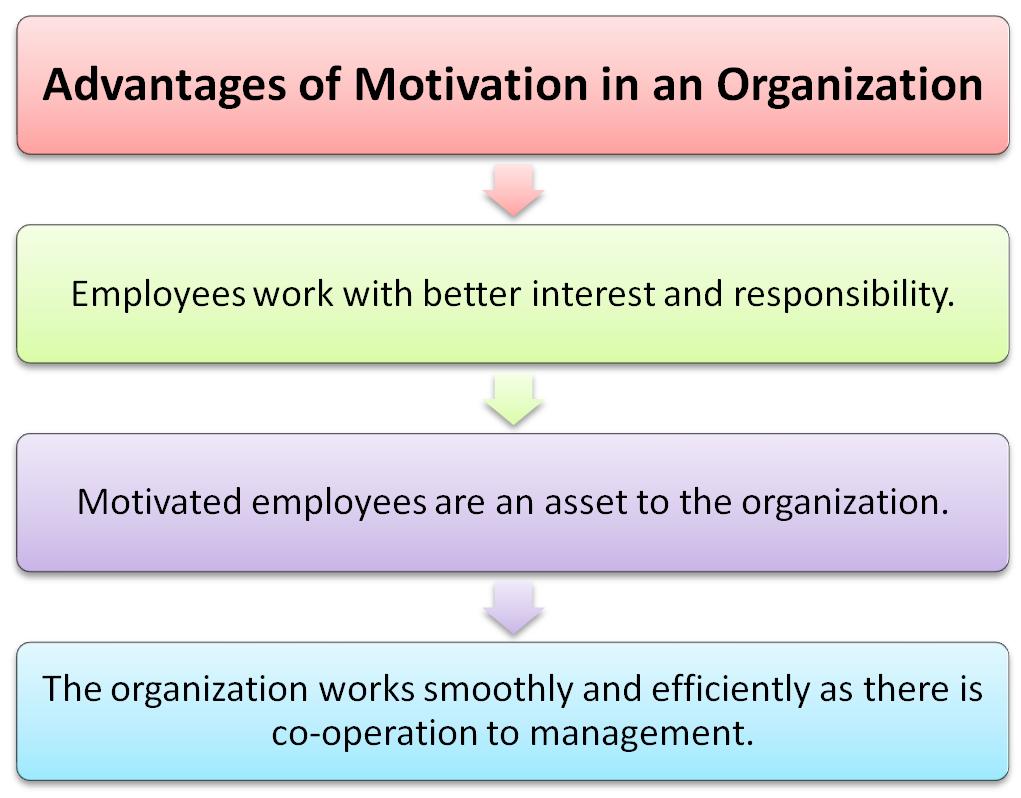 Advantages of Motivation in an Organization
Employees work with better interest and responsibility.
Motivated employees are an asset to the organization.
The organization works smoothly and efficiently as there is
co-operation to management.